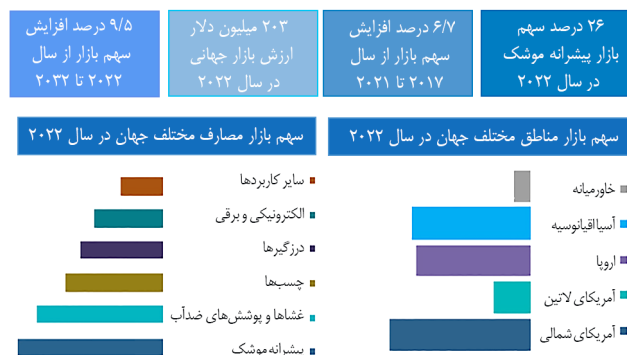 ۲۶ درصد سهم
بازار پیشرانه موشک
در سال ۲۰۲۲
۶/۷ درصد افزایش
سهم بازار از سال
۲۰۱۷ تا ۲۰۲۱
۲۰۳ میلیون دلار
ارزش بازار جهانی
در سال ۲۰۲۲
۹/۵ درصد افزایش
سهم بازار از سال
۲۰۲۲ تا ۲۰۳۲
سهم بازار مناطق مختلف جهان در سال ۲۰۲۲
خاورمیانه
آسیااقیانوسیه
اروپا
آمریکای لاتین
آمریکای شمالی
سهم بازار مصارف مختلف جهان در سال ۲۰۲۲
سایر کاربردها
الکترونیکی و برقی
درزگیرها
چسب‌ها
غشاها و پوشش‌های ضدآب
پیشرانه موشک